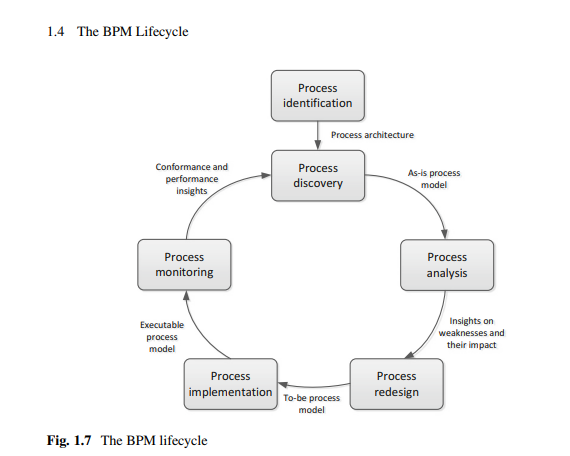 1.4 The BPM Lifecycle
Process
identification
Process architecture
Process
discovery
As-is process
model
Process
analysis
Insights on
weaknesses and
their impact
Process
redesign
To-be process
model
Process
implementation
Executable
process
model
Process
monitoring
Conformance and
performance
insights
Fig. 1.7 The BPM lifecycle